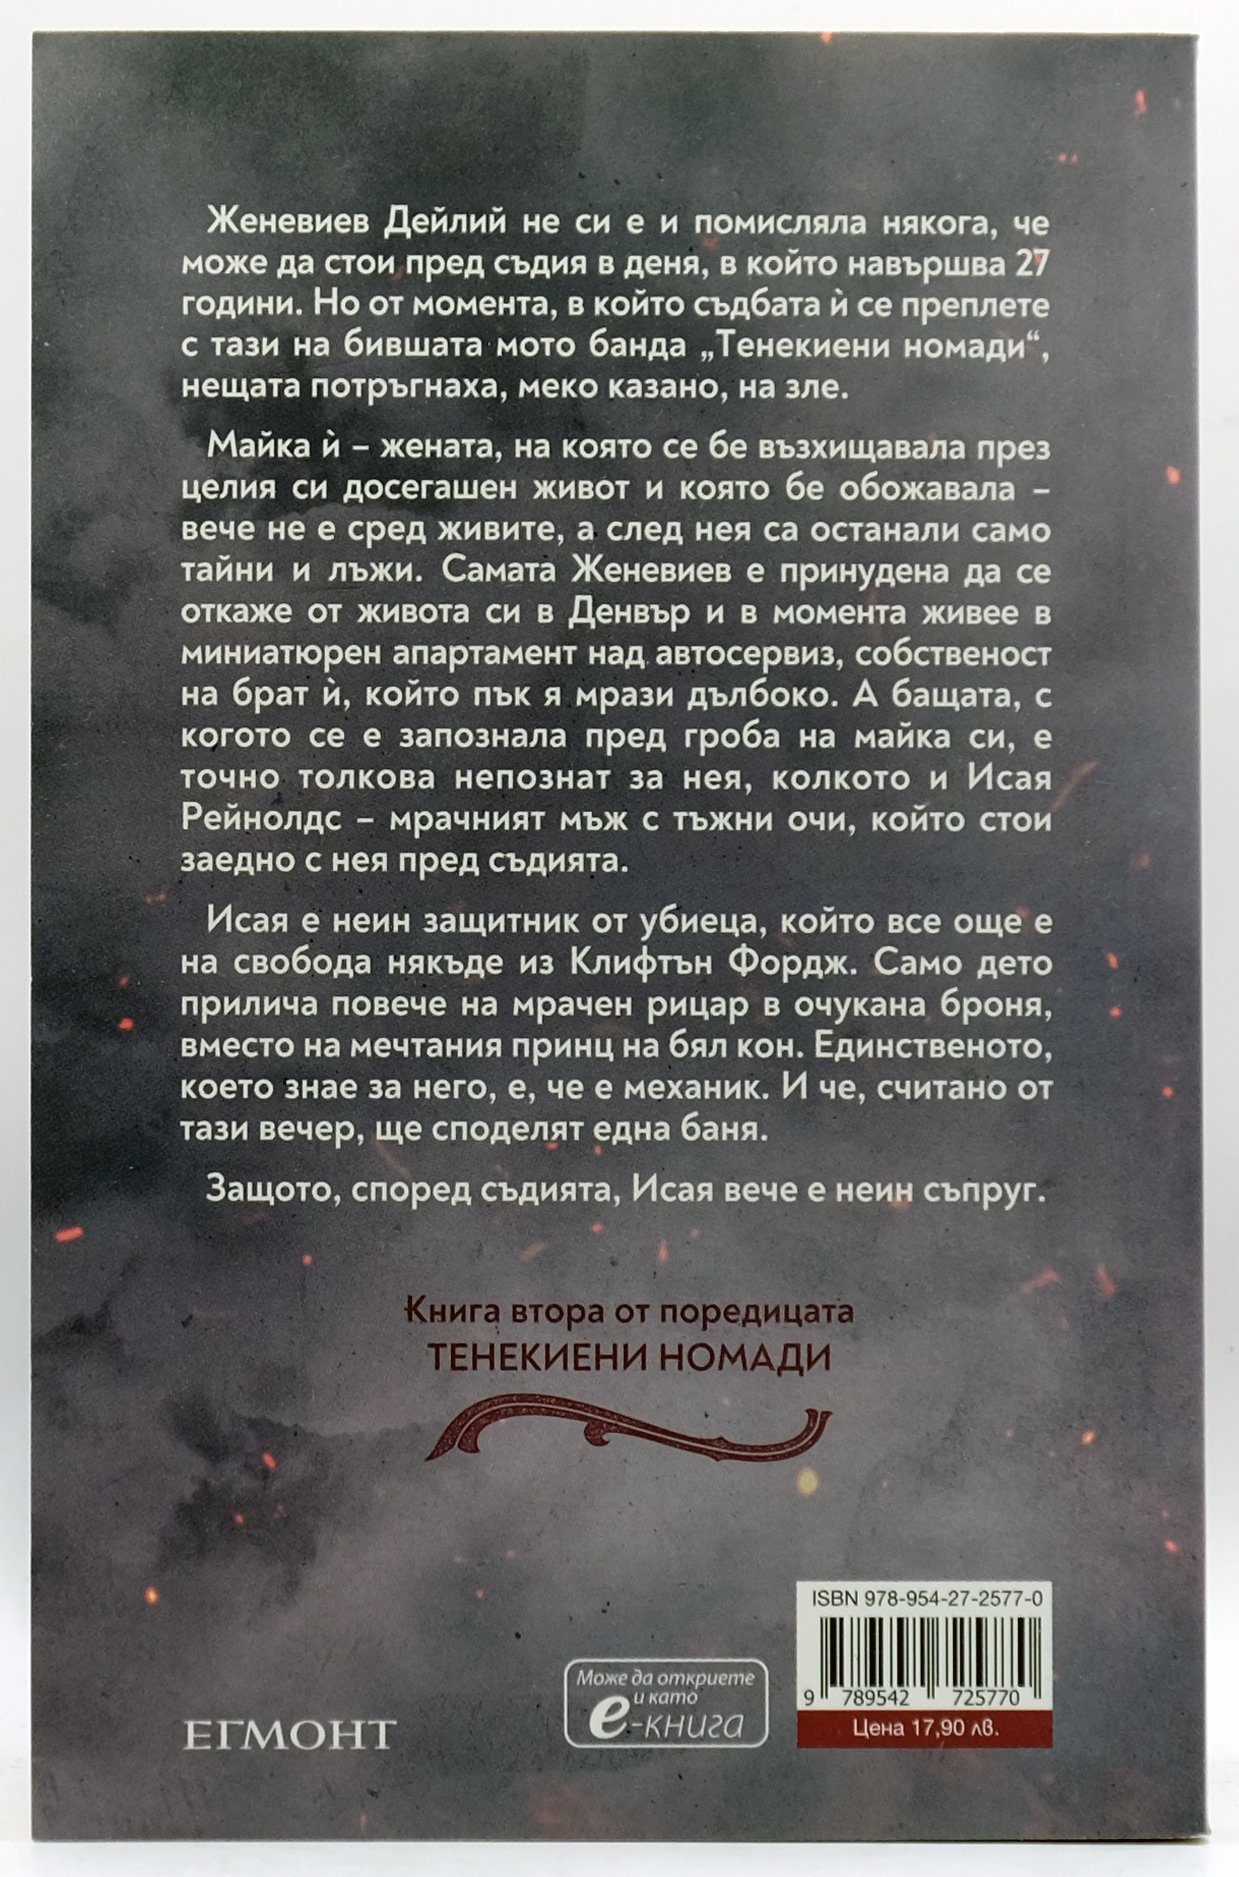 Женевиев Дейлий не си е и помисляла някога, че
може да стои пред съдия в деня, в който навършва 27
години. Но от момента, в който съдбата ѝ се преплете
с тази на бившата мото банда „Тенекиени номади“,
нещата потръгнаха, меко казано, на зле.
Майка ѝ – жената, на която се бе възхищавала през
целия си досегашен живот и която бе обожавала –
вече не е сред живите, а след нея са останали само
тайни и лъжи. Самата Женевиев е принудена да се
откаже от живота си в Денвър и в момента живее в
миниатюрен апартамент над автосервиз, собственост
на брат ѝ, който пък я мрази дълбоко. А бащата, с
когото се е запознала пред гроба на майка си, е
точно толкова непознат за нея, колкото и Исая
Рейнолдс – мрачният мъж с тъжни очи, който стои
заедно с нея пред съдията.
Исая е неин защитник от убиеца, който все още е
на свобода някъде из Клифтън Фордж. Само дето
прилича повече на мрачен рицар в очукана броня,
вместо на мечтания принц на бял кон. Единственото,
което знае за него, е, че е механик. И че, считано от
тази вечер, ще споделят една баня.
Защото, според съдията, Исая вече е неин съпруг.
Книга втора от поредицата
ТЕНЕКИЕНИ НОМАДИ
ISBN 978-954-27-2577-0
9 789542 725770
Цена 17,90 лв.
Може да откриете
и като
е-книга
ЕГМОНТ